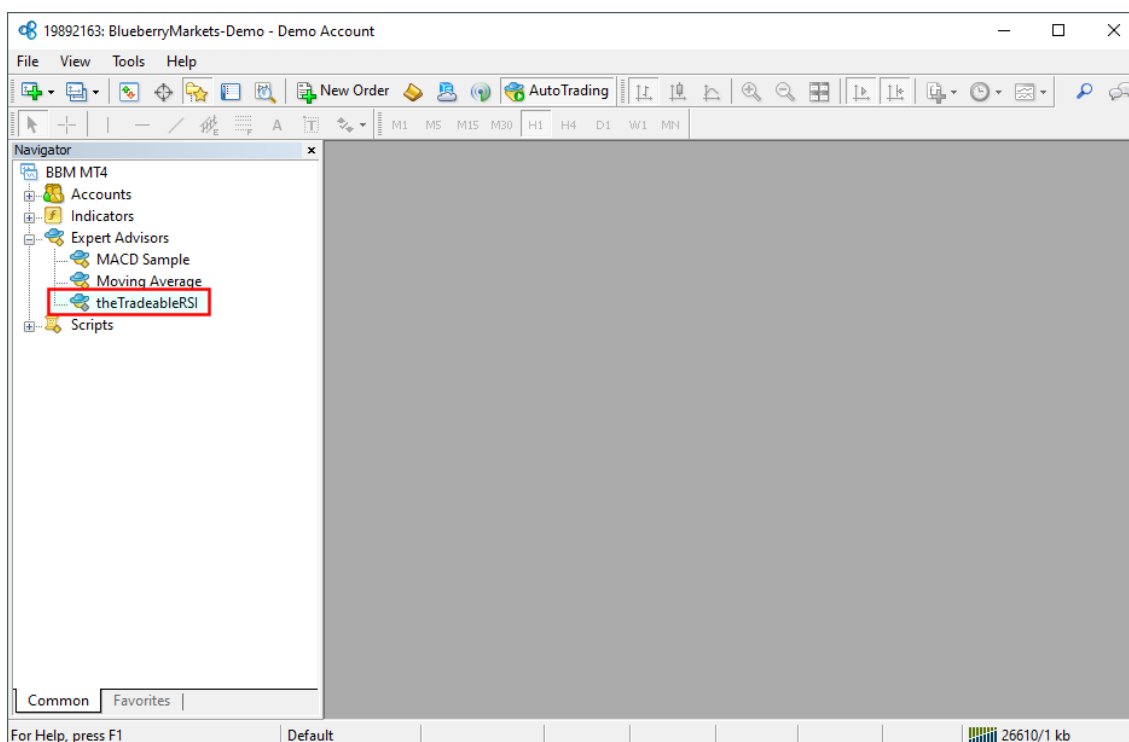 19892163: BlueberryMarkets-Demo - Demo Account
File View Tools Help
New Order AutoTrading
E F A T M1 M5 M15 M30 H1 H4 D1 W1 MN
Navigator
BBM MT4
Accounts
Indicators
Expert Advisors
MACD Sample
Moving Average
theTradeableRSI
Scripts
Common Favorites
For Help, press F1 Default 26610/1 kb